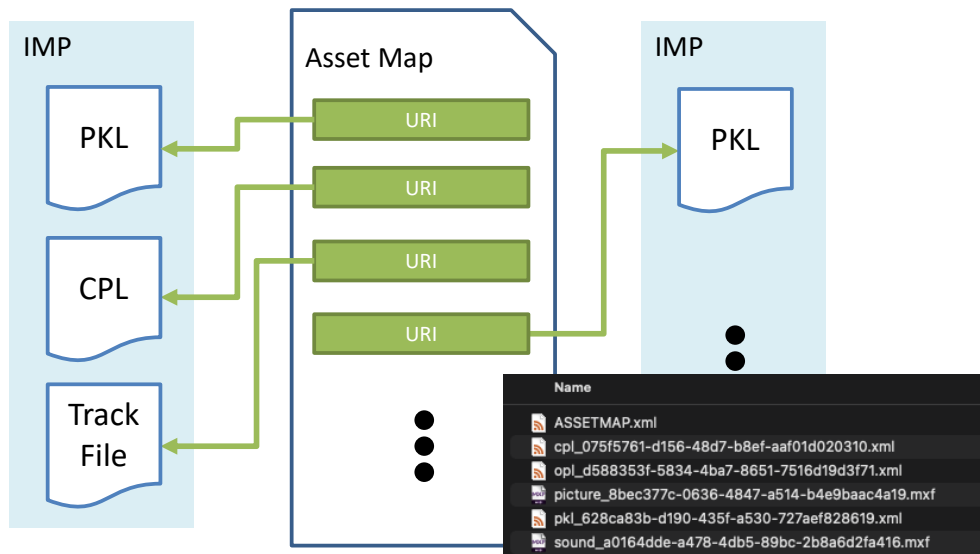 IMP
PKL
CPL
Track
File
Asset Map
URI
URI
URI
URI
IMP
PKL
Name
ASSETMAP.xml
cpl_075f5761-d156-48d7-b8ef-aaf01d020310.xml
opl_d588353f-5834-4ba7-8651-7516d19d3f71.xml
picture_8bec377c-0636-4847-a514-b4e9baac4a19.mxf
pkl_628ca83b-d190-435f-a530-727aef828619.xml
sound_a0164dde-a478-4db5-89bc-2b8a6d2fa416.mxf